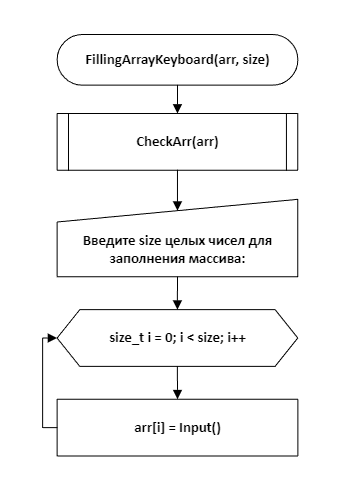 FillingArrayKeyboard(arr, size)
CheckArr(arr)
Введите size целых чисел для
заполнения массива:
size_t i = 0; i < size; i++
arr[i] = Input()